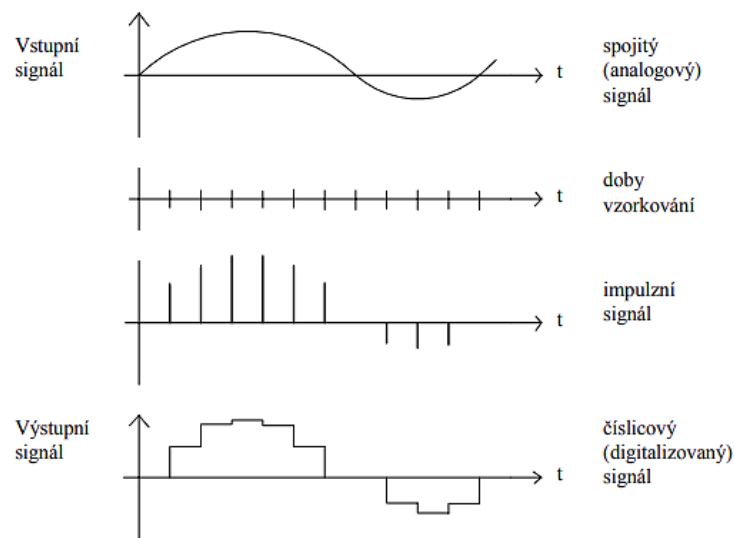 Vstupní
signál
t
spojitý
(analogový)
signál
t
doby
vzorkování
t
impulzní
signál
Výstupní
signál
t
číslicový
(digitalizovaný)
signál